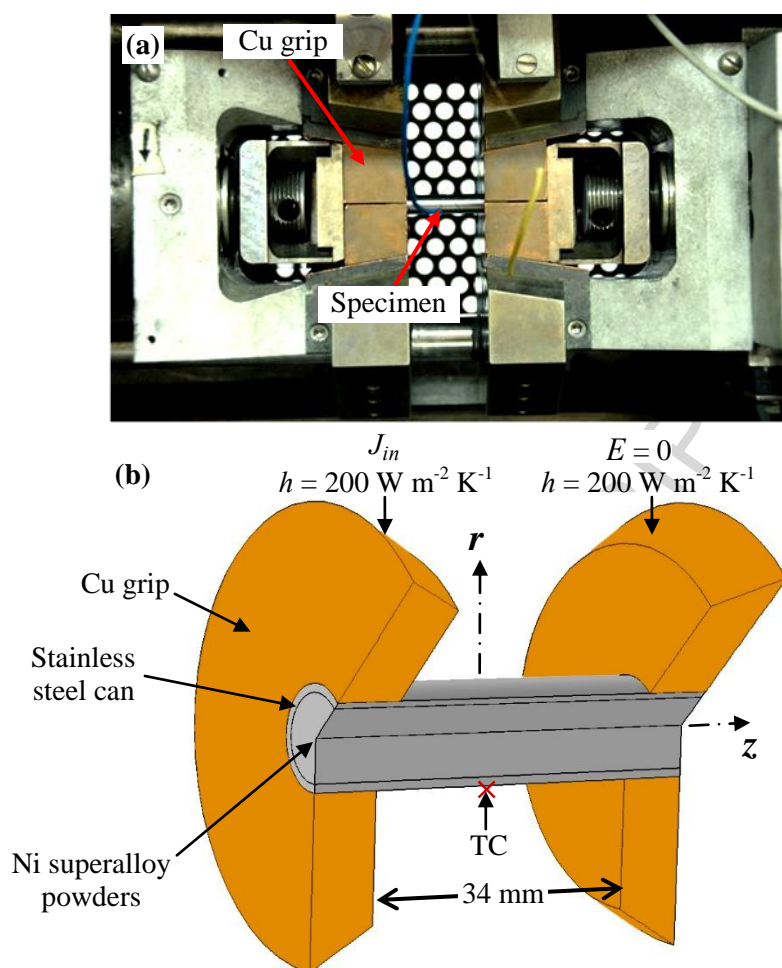 (a)
Cu grip
Specimen
(b)
J_in
h = 200 W m⁻² K⁻¹
E = 0
h = 200 W m⁻² K⁻¹
r
Cu grip
Stainless
steel can
z
TC
Ni superalloy
powders
34 mm